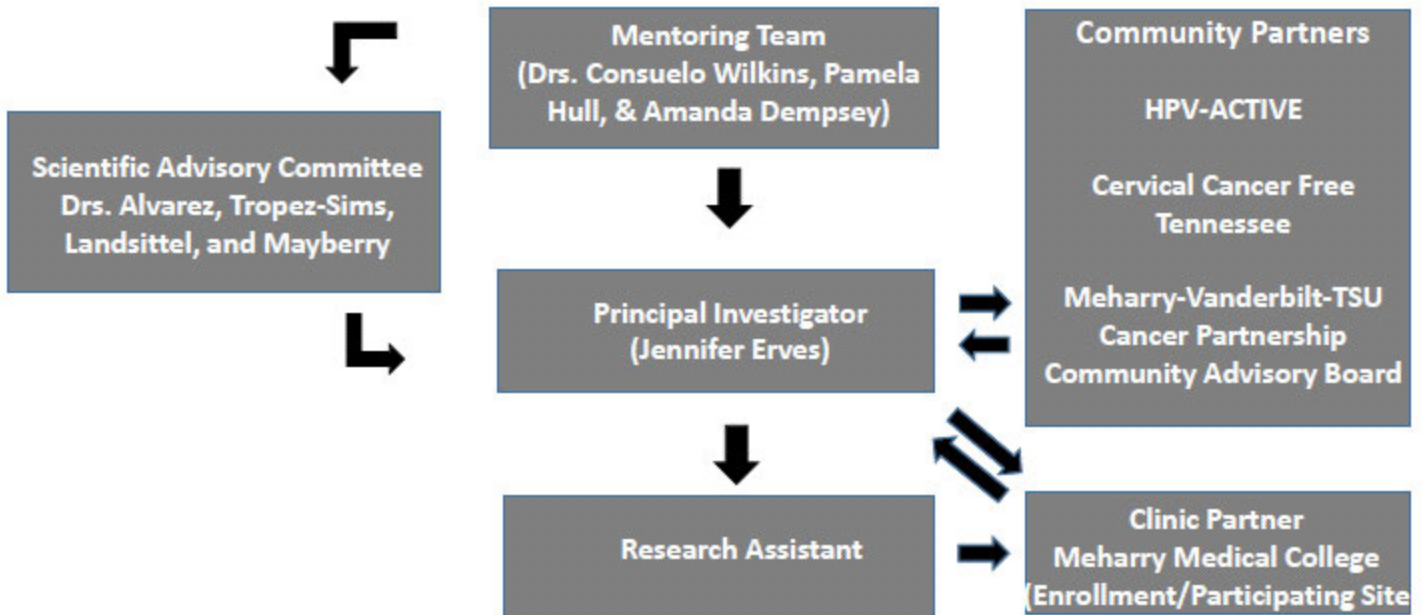 Mentoring Team
(Drs. Consuelo Wilkins, Pamela
Hull, & Amanda Dempsey)
Community Partners
HPV-ACTIVE
Cervical Cancer Free
Tennessee
Meharry-Vanderbilt-TSU
Cancer Partnership
Community Advisory Board
Scientific Advisory Committee
Drs. Alvarez, Tropez-Sims,
Landsittel, and Mayberry
Principal Investigator
(Jennifer Erves)
Research Assistant
Clinic Partner
Meharry Medical College
(Enrollment/Participating Site